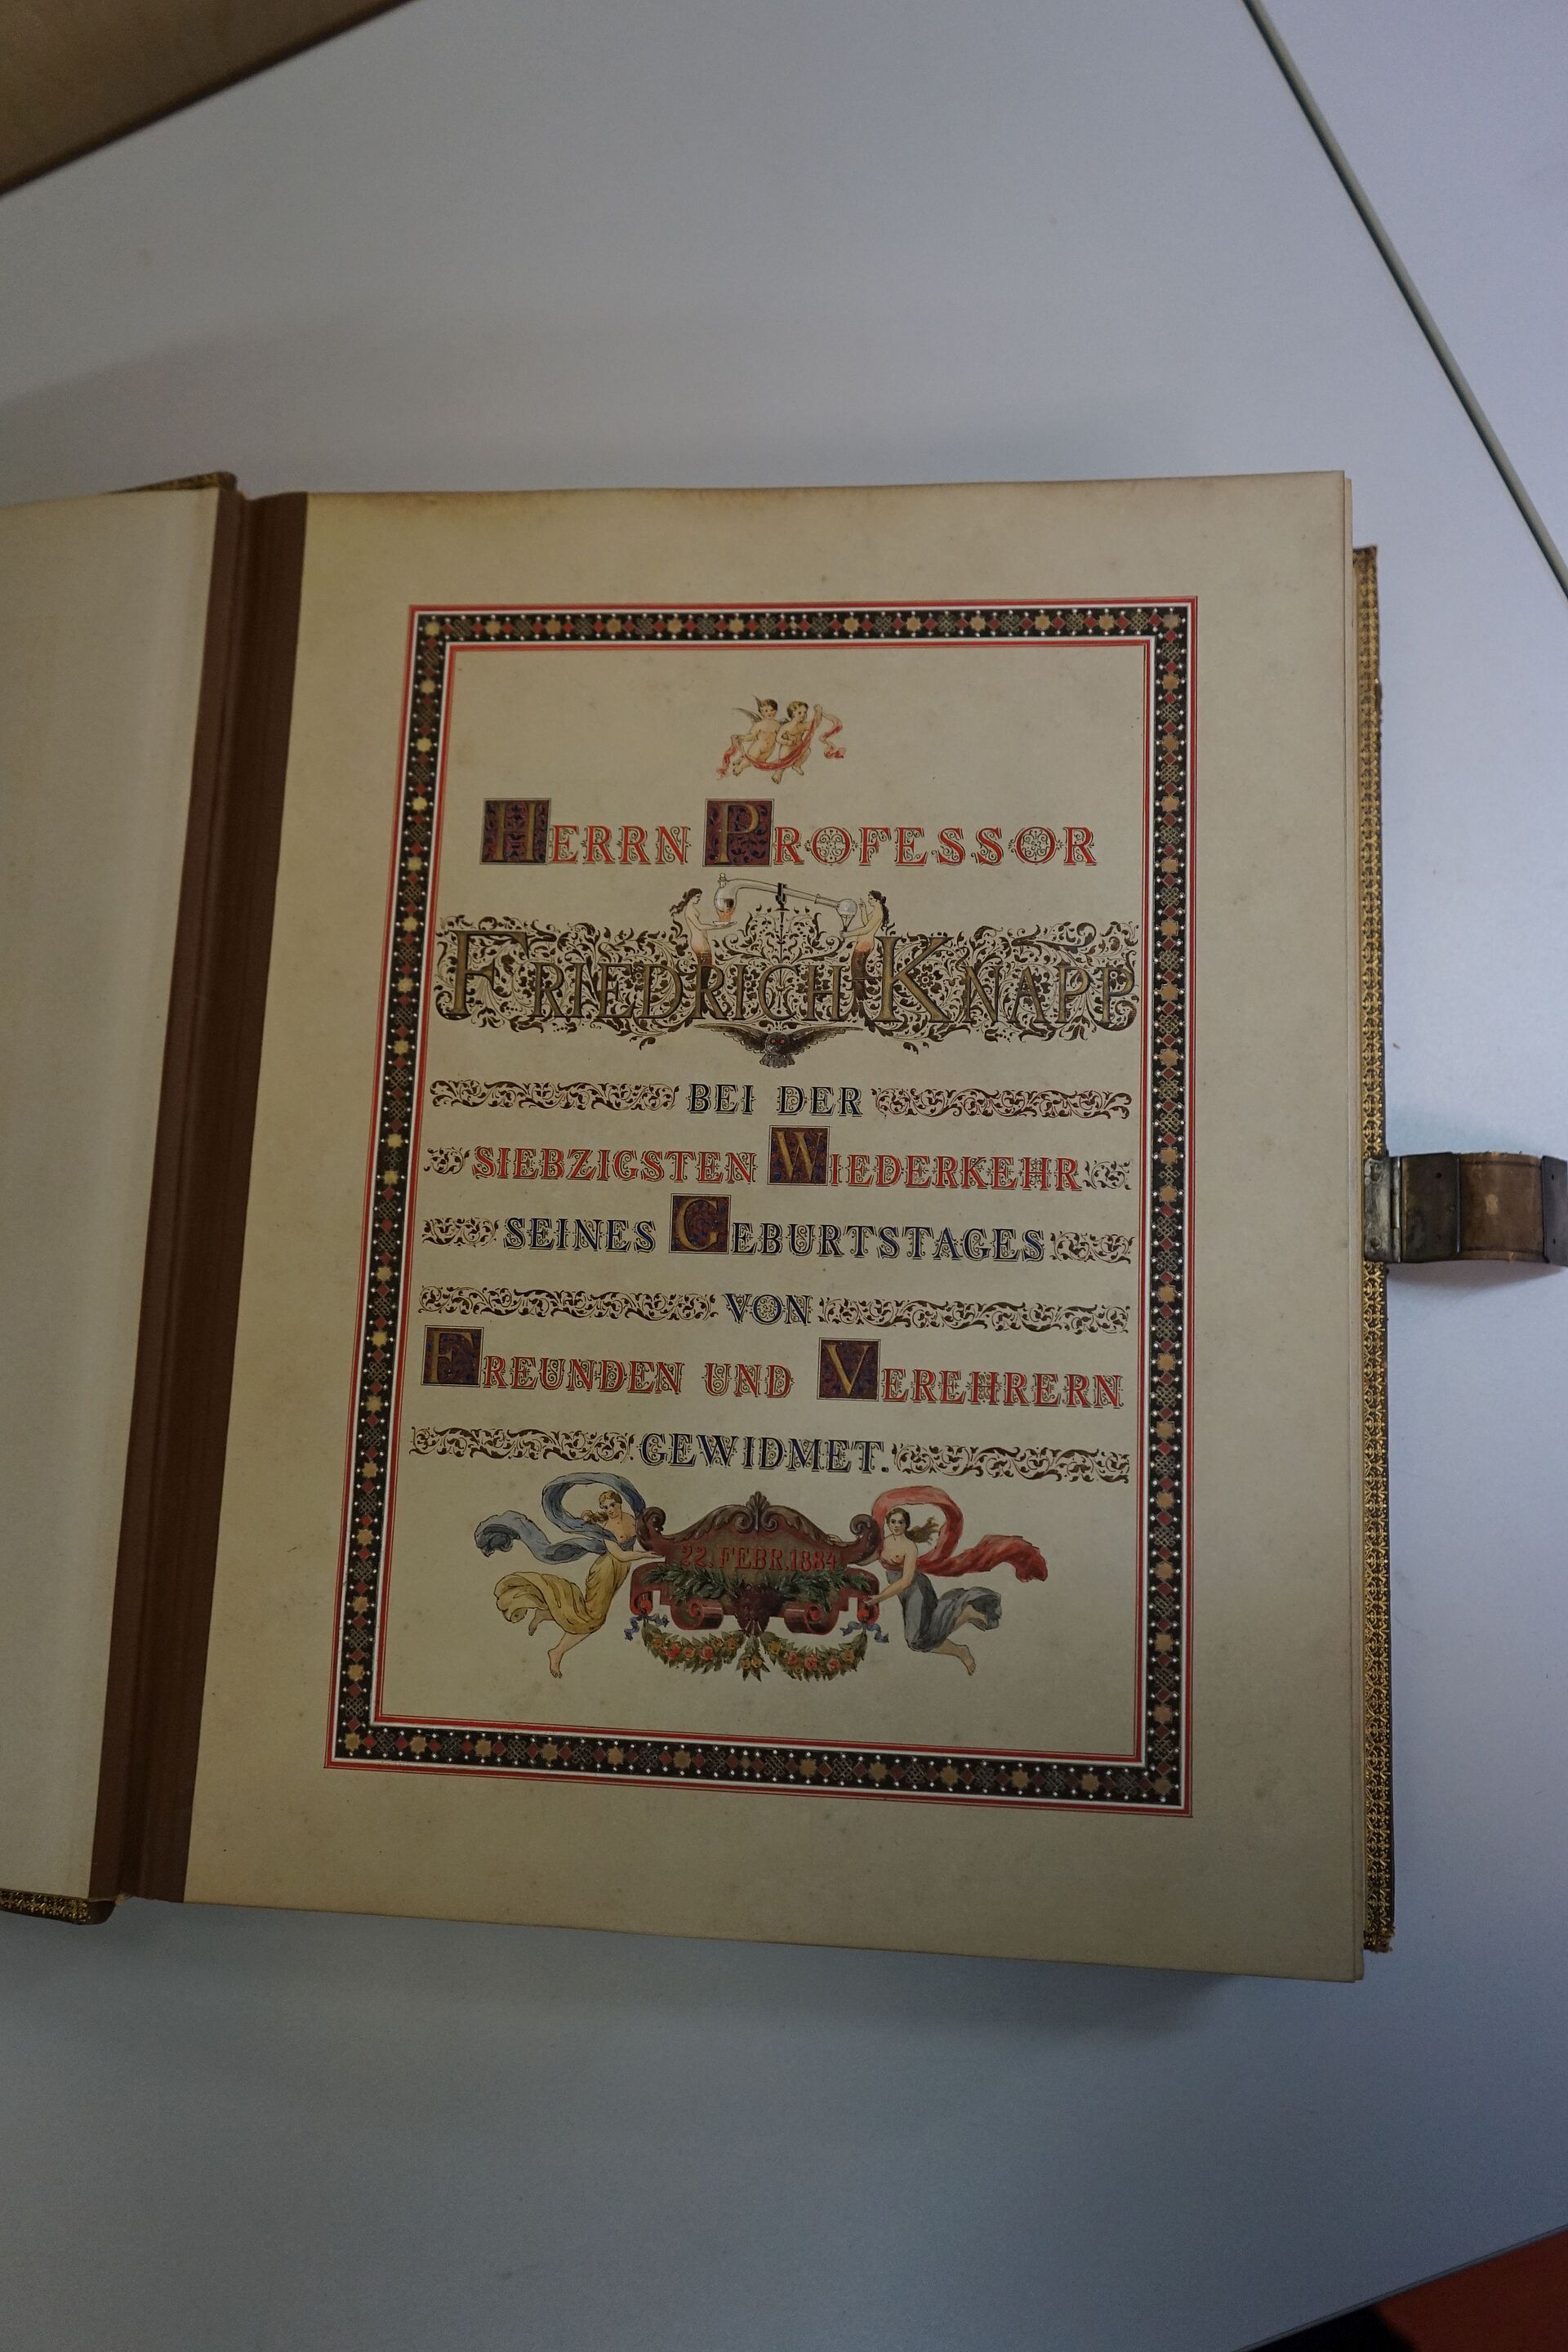 HERRN PROFESSOR
FRIEDRICH KNAPP
BEI DER
SIEBZIGSTEN WIEDERKEHR
SEINES GEBURTSTAGES
VON
FREUNDEN UND VEREHRERN
GEWIDMET.
22. FEBR. 1884